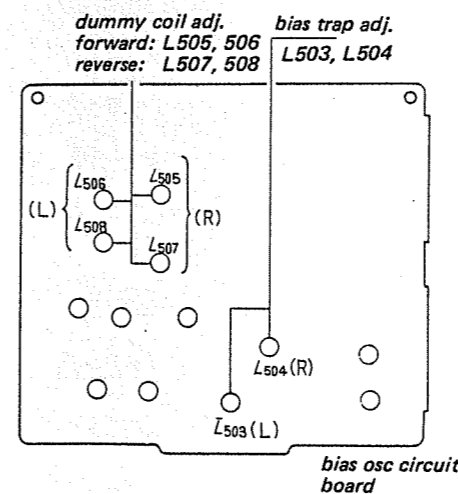 dummy coil adj.
forward: L505, 506
reverse: L507, 508
bias trap adj.
L503, L504
L506
L505
(L)
(R)
L508
L507
L504 (R)
L503 (L)
bias osc circuit
board